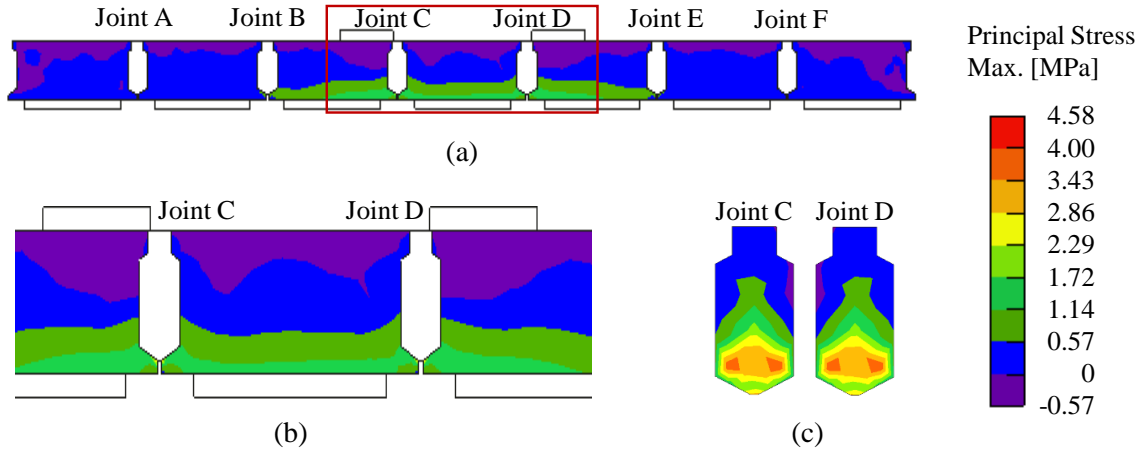 Joint A Joint B Joint C Joint D Joint E Joint F
(a)
Joint C Joint D
(b)
Joint C Joint D
(c)
Principal Stress
Max. [MPa]
4.58
4.00
3.43
2.86
2.29
1.72
1.14
0.57
0
-0.57